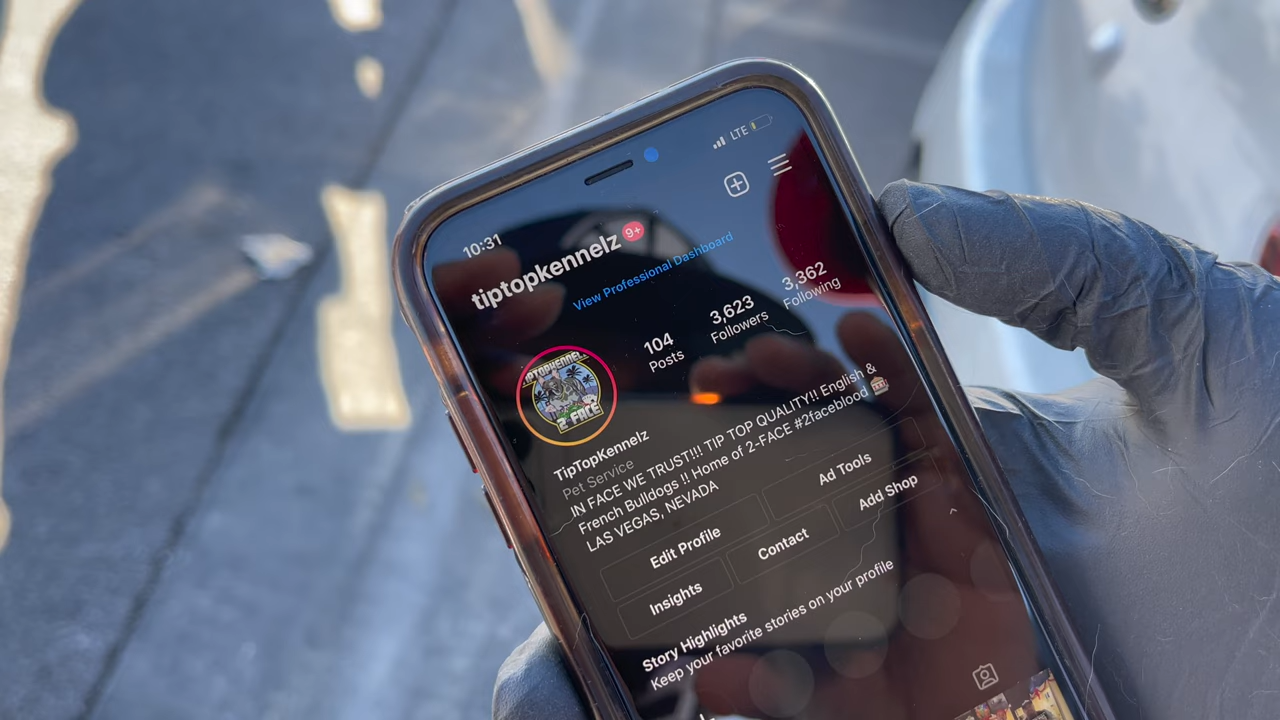 10:31
LTE
tiptopkennelz 9+
View Professional Dashboard
104
Posts
3,623
Followers
3,362
Following
TIPTOPKENNELZ
2-FACE
TipTopKennelz
Pet Service
IN FACE WE TRUST!!! TIP TOP QUALITY!! English &
French Bulldogs !! Home of 2-FACE #2faceblood
LAS VEGAS, NEVADA
Edit Profile
Ad Tools
Insights
Contact
Add Shop
Story Highlights
Keep your favorite stories on your profile